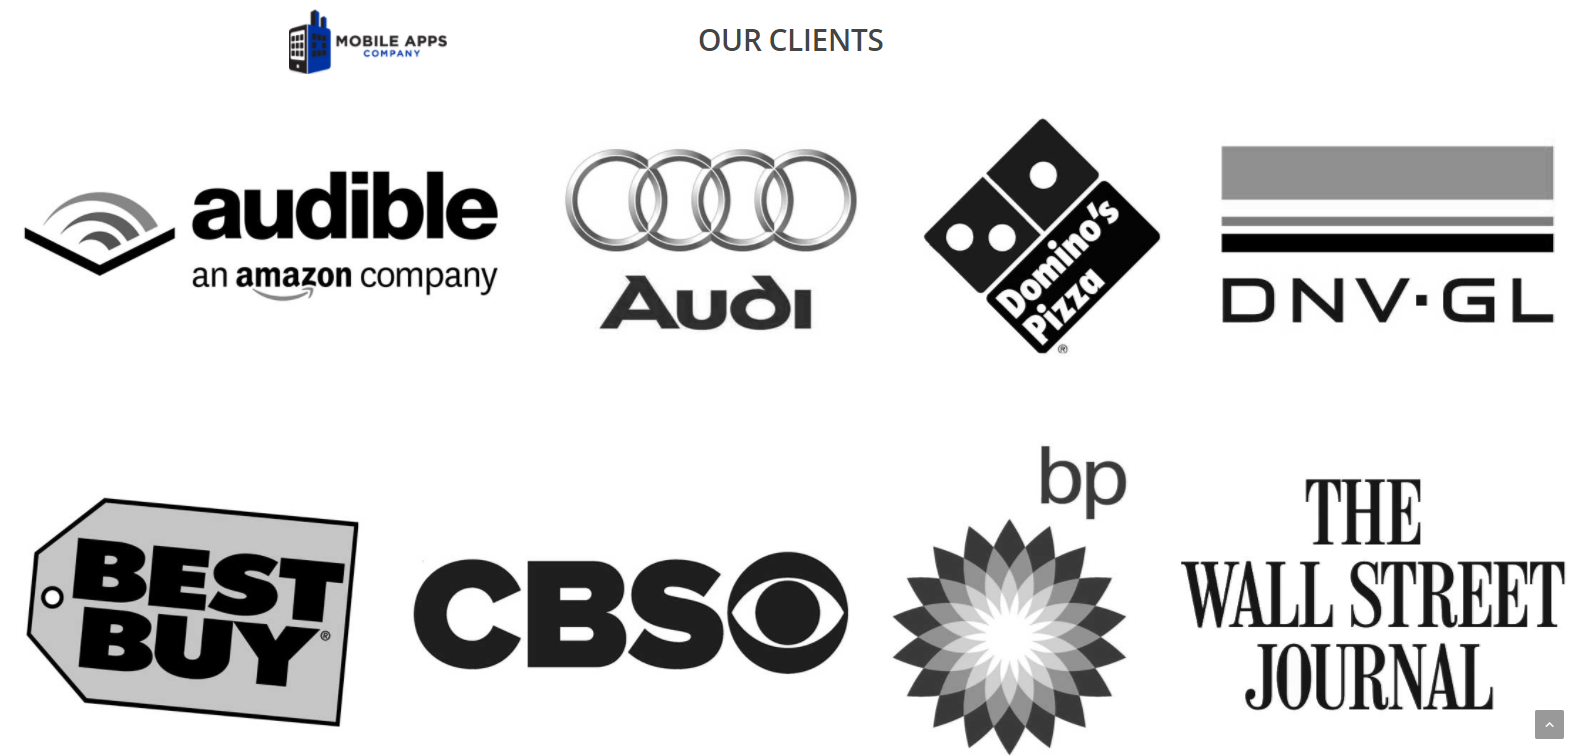 MOBILE APPS
COMPANY
OUR CLIENTS
audible
an amazon company
Audi
Domino's
Pizza
®
DNV·GL
BEST
BUY
®
CBS
bp
THE
WALL STREET
JOURNAL